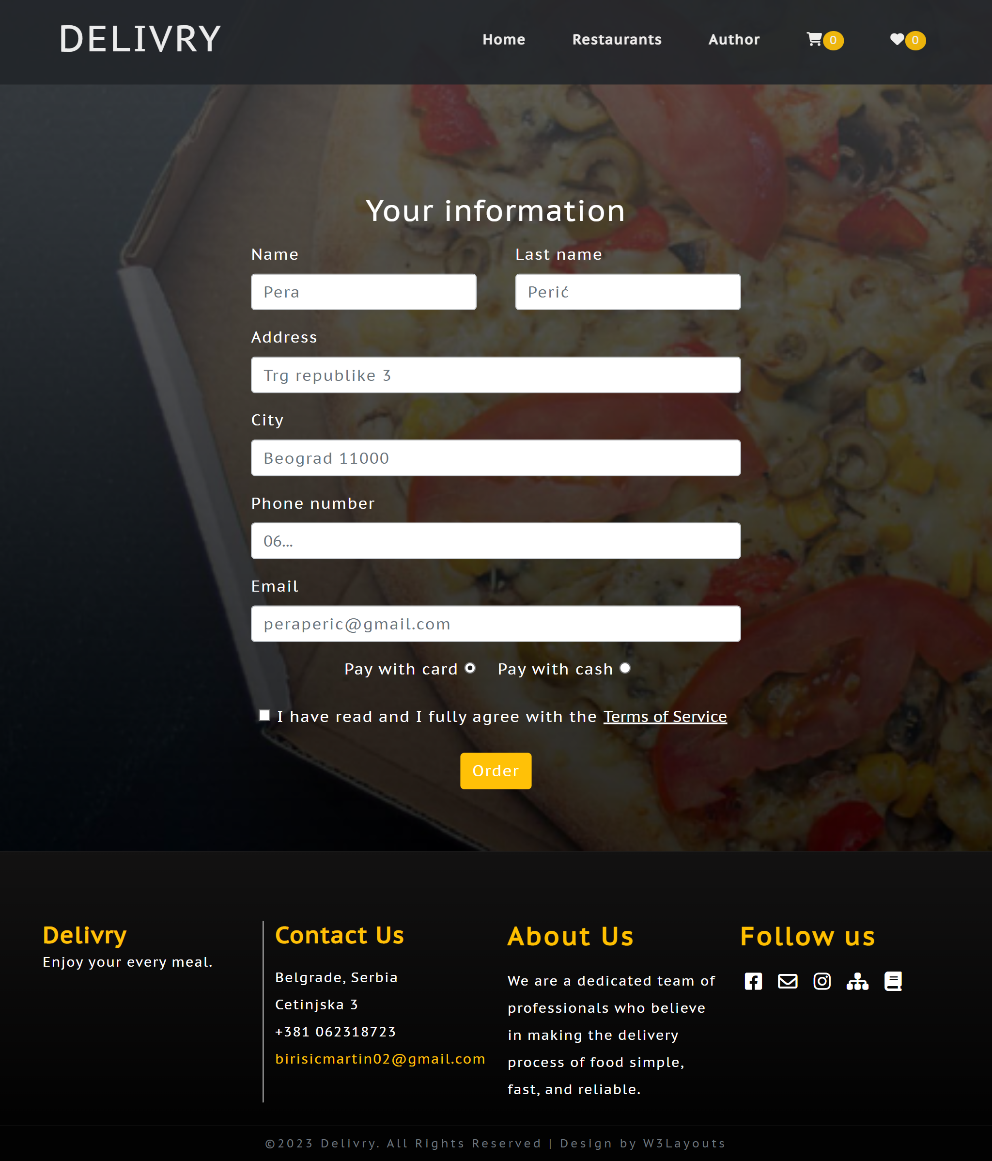 DELIVRY
Home Restaurants Author 0 0
Your information
Name Last name
Pera Perić
Address
Trg republike 3
City
Beograd 11000
Phone number
06...
Email
peraperic@gmail.com
Pay with card Pay with cash
I have read and I fully agree with the Terms of Service
Order
Delivry
Enjoy your every meal.
Contact Us
Belgrade, Serbia
Cetinjska 3
+381 062318723
birisicmartin02@gmail.com
About Us
We are a dedicated team of
professionals who believe
in making the delivery
process of food simple,
fast, and reliable.
Follow us
©2023 Delivry. All Rights Reserved | Design by W3Layouts